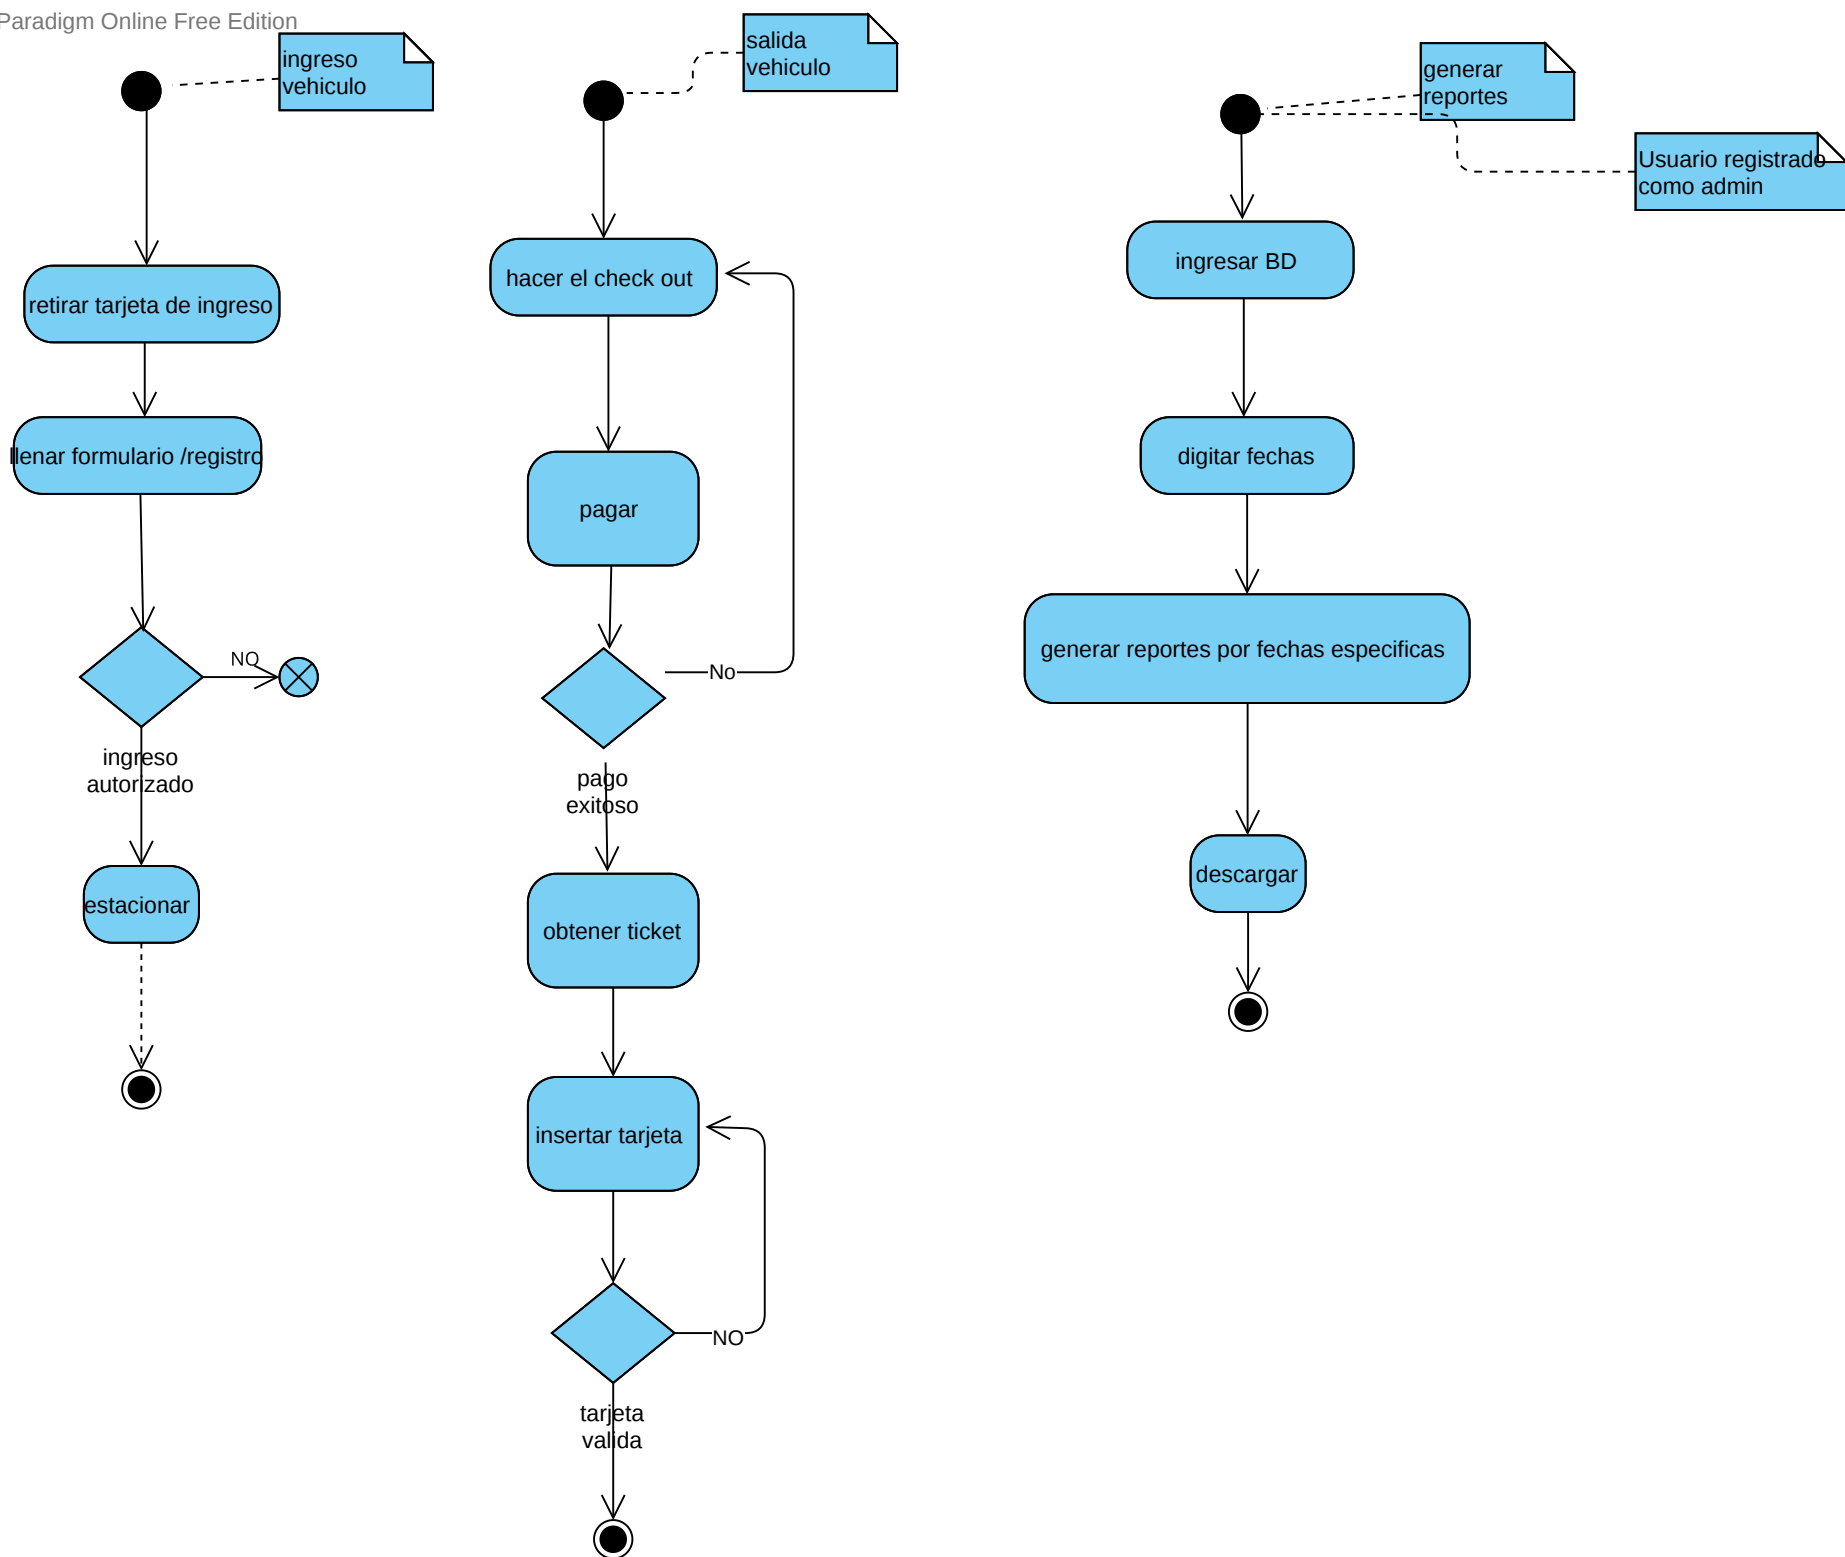 Paradigm Online Free Edition
ingreso
vehiculo
retirar tarjeta de ingreso
llenar formulario /registro
NO
ingreso
autorizado
estacionar
salida
vehiculo
hacer el check out
pagar
No
pago
exitoso
obtener ticket
insertar tarjeta
NO
tarjeta
valida
generar
reportes
Usuario registrado
como admin
ingresar BD
digitar fechas
generar reportes por fechas especificas
descargar